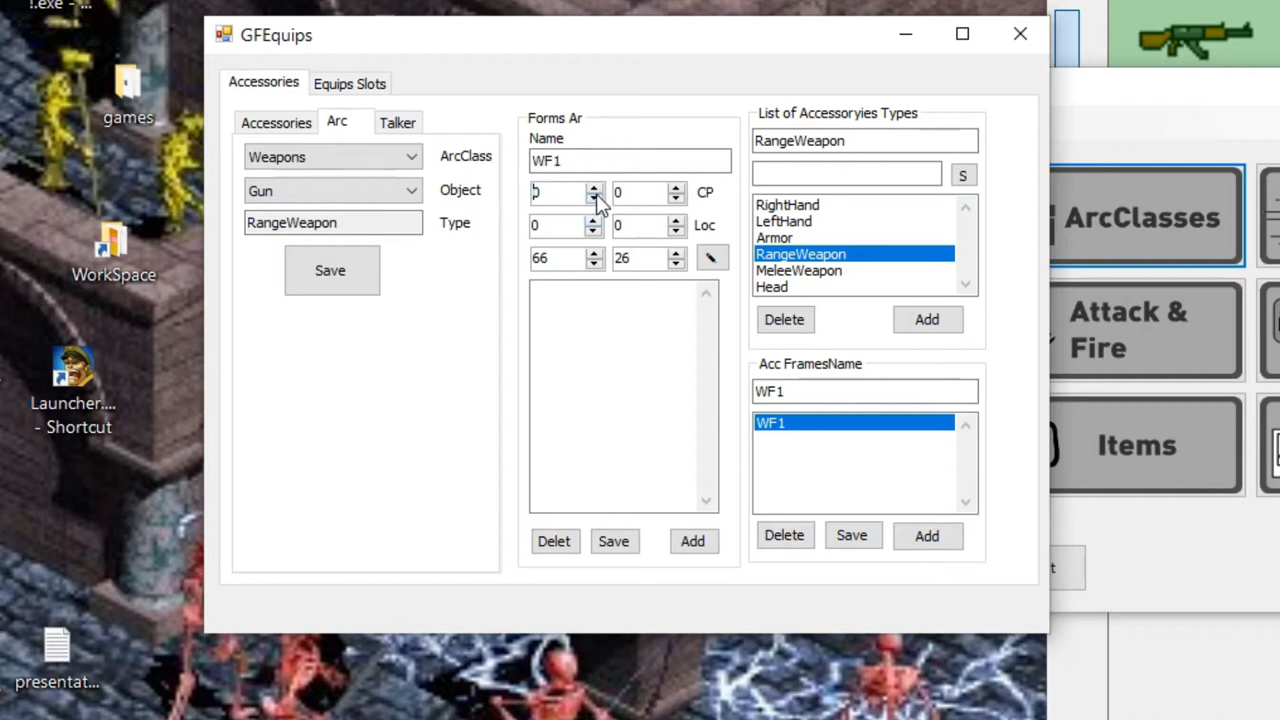 !.exe - ...
games
WorkSpace
Launcher....
- Shortcut
presentat...
GFEquips
Accessories
Equips Slots
Accessories
Arc
Talker
Weapons
ArcClass
Gun
Object
RangeWeapon
Type
Save
Forms Ar
Name
WF1
0
CP
0
0
Loc
66
26
Delet
Save
Add
List of Accessoryies Types
RangeWeapon
S
RightHand
LeftHand
Armor
RangeWeapon
MeleeWeapon
Head
Delete
Add
Acc FramesName
WF1
WF1
Delete
Save
Add
ArcClasses
Attack &
Fire
Items
t